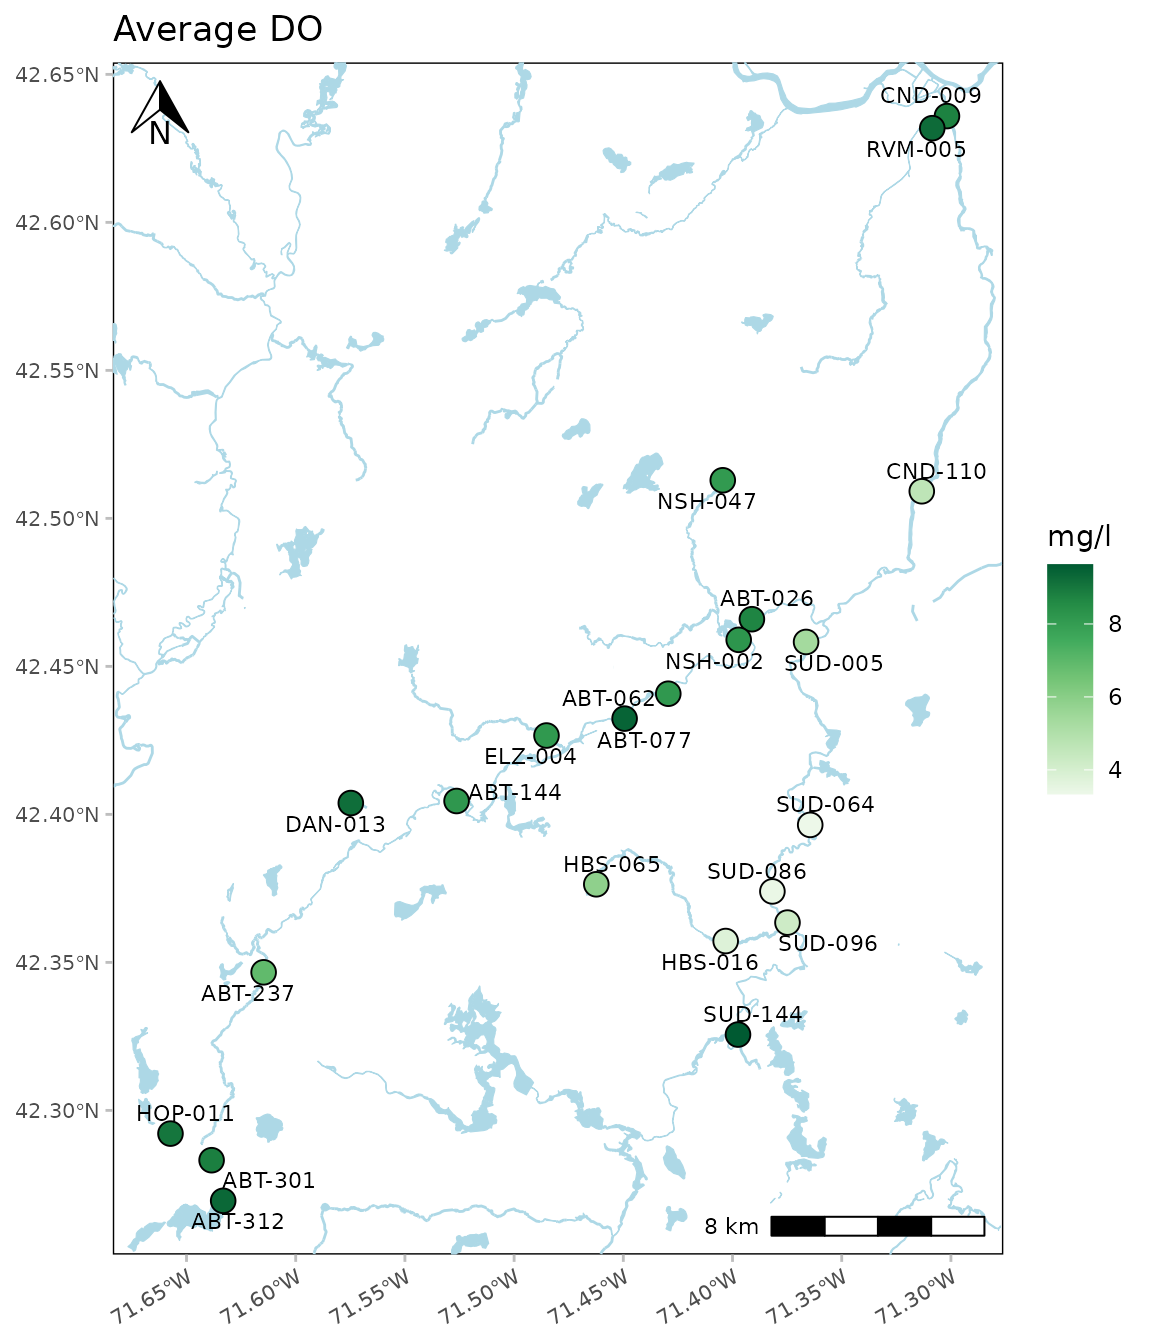 Average DO
42.65°N
42.60°N
42.55°N
42.50°N
42.45°N
42.40°N
42.35°N
42.30°N
N
CND-009
RVM-005
CND-110
NSH-047
ABT-026
NSH-002
SUD-005
ABT-062
ABT-077
ELZ-004
ABT-144
DAN-013
SUD-064
HBS-065
SUD-086
SUD-096
HBS-016
ABT-237
SUD-144
HOP-011
ABT-301
ABT-312
8 km
71.65°W
71.60°W
71.55°W
71.50°W
71.45°W
71.40°W
71.35°W
71.30°W
mg/l
8
6
4